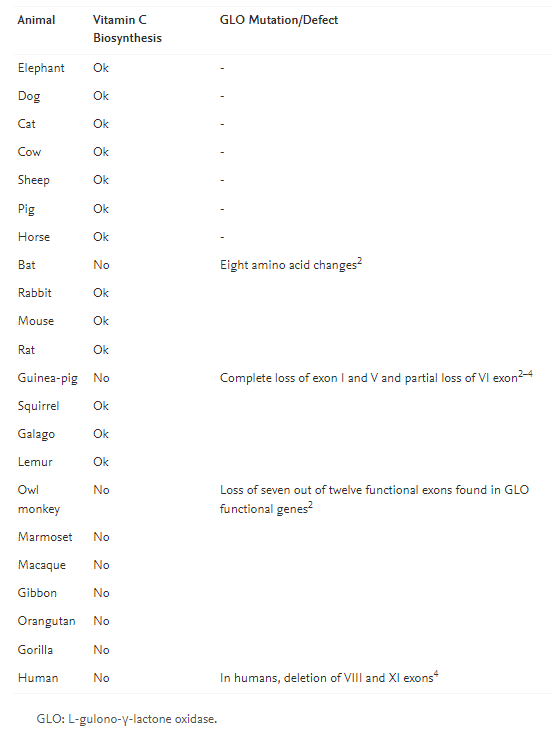 Animal Vitamin C GLO Mutation/Defect
Biosynthesis
Elephant Ok -
Dog Ok -
Cat Ok -
Cow Ok -
Sheep Ok -
Pig Ok -
Horse Ok -
Bat No Eight amino acid changes2
Rabbit Ok
Mouse Ok
Rat Ok
Guinea-pig No Complete loss of exon I and V and partial loss of VI exon2–4
Squirrel Ok
Galago Ok
Lemur Ok
Owl No Loss of seven out of twelve functional exons found in GLO
monkey functional genes2
Marmoset No
Macaque No
Gibbon No
Orangutan No
Gorilla No
Human No In humans, deletion of VIII and XI exons4
GLO: L-gulono-γ-lactone oxidase.